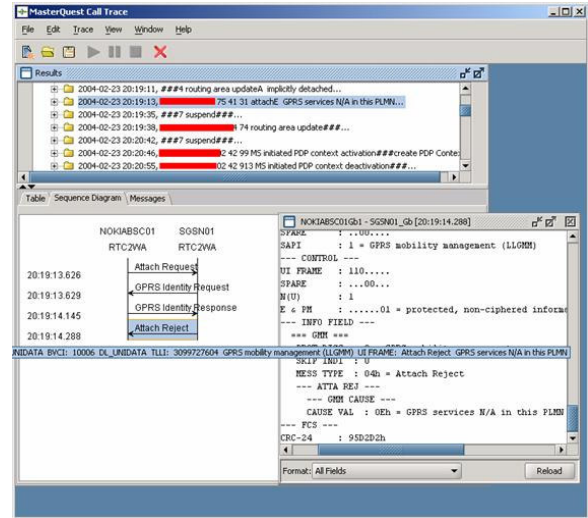 MasterQuest Call Trace
File Edit Trace View Window Help
Results
2004-02-23 20:19:11, ###4 routing area updateA implicitly detached...
2004-02-23 20:19:13, 75 41 31 attachE GPRS services N/A in this PLMN...
2004-02-23 20:19:35, ###7 suspend###...
2004-02-23 20:19:38, 4 74 routing area update###...
2004-02-23 20:20:42, ###7 suspend###...
2004-02-23 20:20:46, 02 42 99 MS initiated PDP context activation###create PDP Conte
2004-02-23 20:20:55, 02 42 913 MS initiated PDP context deactivation###...
Table Sequence Diagram Messages
NOKIABSC01 SGSN01
RTC2WA RTC2WA
20:19:13.626 Attach Request
20:19:13.629 GPRS Identity Request
20:19:14.145 GPRS Identity Response
20:19:14.288 Attach Reject
NOKIABSC01Gb1 - SGSN01_Gb [20:19:14.288]
SPARE : ..00....
SAPI : 1 = GPRS mobility management (LLGMM)
--- CONTROL ---
UI FRAME : 110.....
SPARE : ...00...
N(U) : 1
E & PM : ......01 = protected, non-ciphered informa
--- INFO FIELD ---
=== GMM ===
UNIDATA BVCI: 10006 DL_UNIDATA TLLI: 3099727604 GPRS mobility management (LLGMM) UI FRAME: Attach Reject GPRS services N/A in this PLMN
SKIP INDI : 0
MESS TYPE : 04h = Attach Reject
--- ATTA REJ ---
--- GMM CAUSE ---
CAUSE VAL : 0Eh = GPRS services N/A in this PLMN
--- FCS ---
CRC-24 : 95D2D2h
Format: All Fields Reload